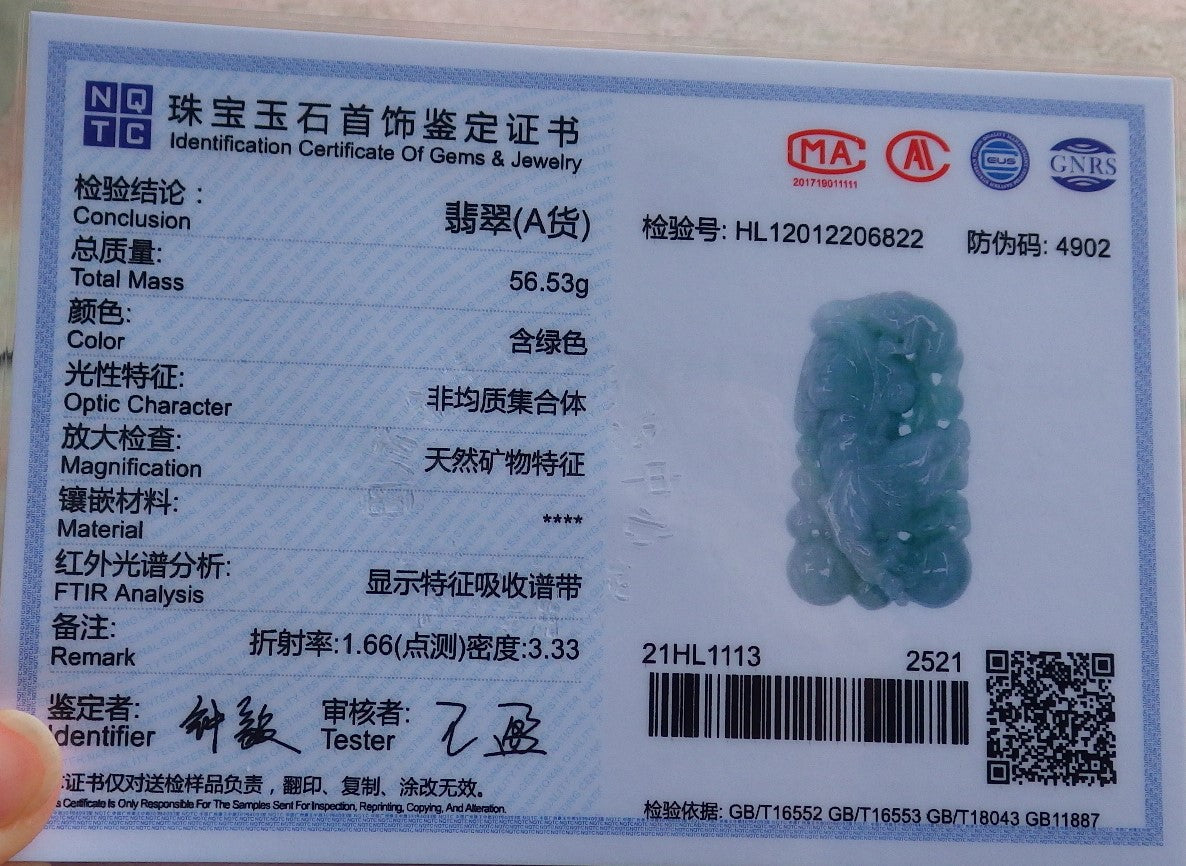 NQTC
珠宝玉石首饰鉴定证书
Identification Certificate Of Gems & Jewelry
检验结论：
Conclusion
翡翠(A货)
总质量:
Total Mass
56.53g
颜色:
Color
含绿色
光性特征:
Optic Character
非均质集合体
放大检查:
Magnification
天然矿物特征
镶嵌材料:
Material
****
红外光谱分析:
FTIR Analysis
显示特征吸收谱带
备注:
Remark
折射率:1.66(点测)密度:3.33
鉴定者:
Identifier
审核者:
Tester
证书仅对送检样品负责，翻印、复制、涂改无效。
Certificate Is Only Responsible For The Samples Sent For Inspection, Reprinting, Copying, And Alteration.
MA
201719011111
CUS
GNRS
检验号: HL12012206822
防伪码: 4902
21HL1113
2521
检验依据: GB/T16552 GB/T16553 GB/T18043 GB11887